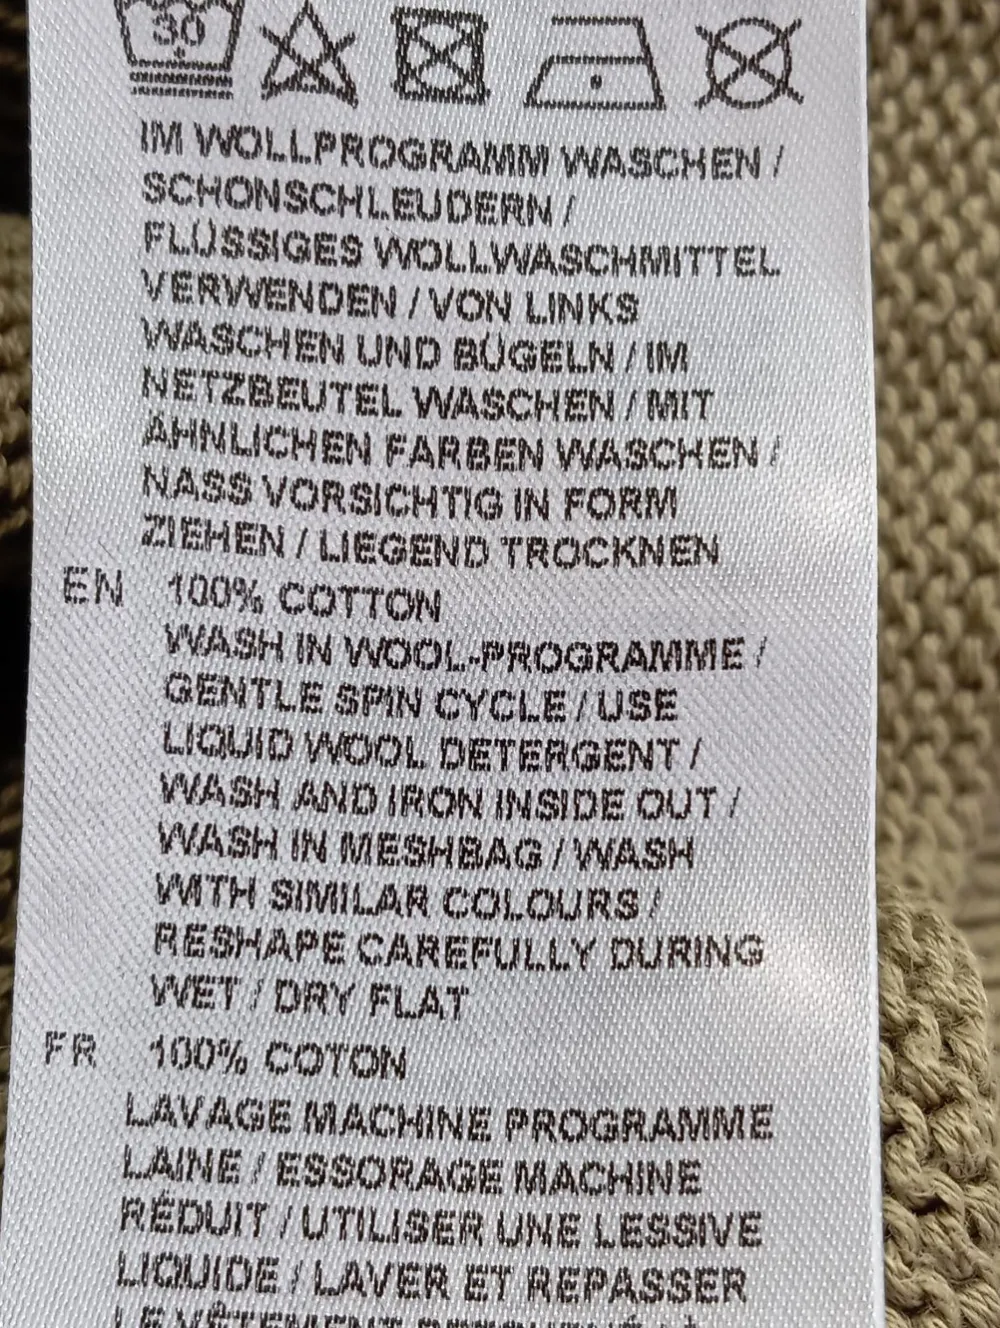 30
IM WOLLPROGRAMM WASCHEN /
SCHONSCHLEUDERN /
FLÜSSIGES WOLLWASCHMITTEL
VERWENDEN / VON LINKS
WASCHEN UND BÜGELN / IM
NETZBEUTEL WASCHEN / MIT
ÄHNLICHEN FARBEN WASCHEN /
NASS VORSICHTIG IN FORM
ZIEHEN / LIEGEND TROCKNEN
EN 100% COTTON
WASH IN WOOL-PROGRAMME /
GENTLE SPIN CYCLE / USE
LIQUID WOOL DETERGENT /
WASH AND IRON INSIDE OUT /
WASH IN MESHBAG / WASH
WITH SIMILAR COLOURS /
RESHAPE CAREFULLY DURING
WET / DRY FLAT
FR 100% COTON
LAVAGE MACHINE PROGRAMME
LAINE / ESSORAGE MACHINE
RÉDUIT / UTILISER UNE LESSIVE
LIQUIDE / LAVER ET REPASSER
LE VÊTEMENT